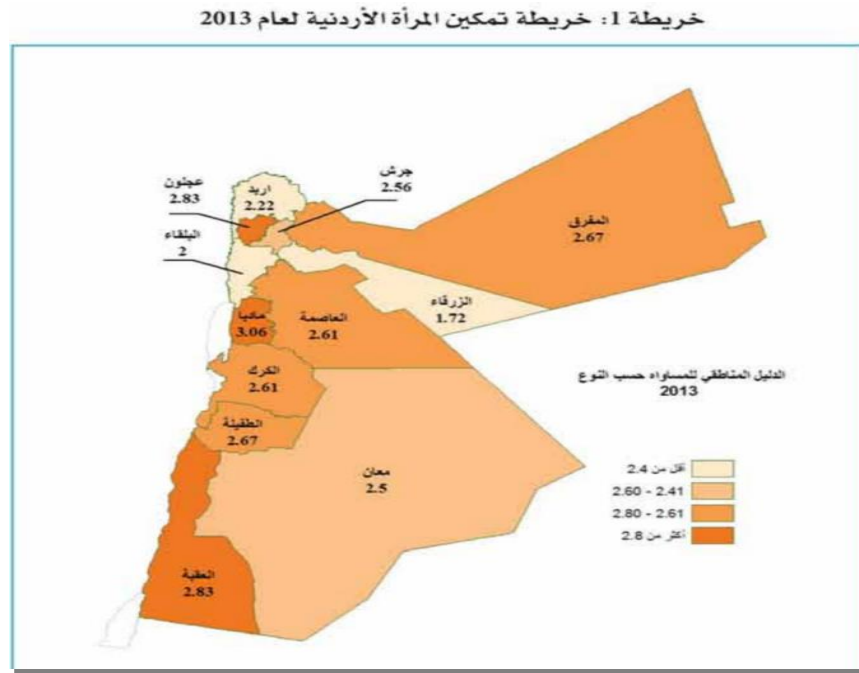 خريطة 1: خريطة تمكين المرأة الأردنية لعام 2013
اربد
2.22
جرش
2.56
عجلون
2.83
المفرق
2.67
البلقاء
2
الزرقاء
1.72
العاصمة
2.61
مادبا
3.06
الكرك
2.61
الطفيلة
2.67
معان
2.5
العقبة
2.83
الدليل المناطقي للمساواه حسب النوع
2013
أقل من 2.4
2.60 - 2.41
2.80 - 2.61
أكثر من 2.8